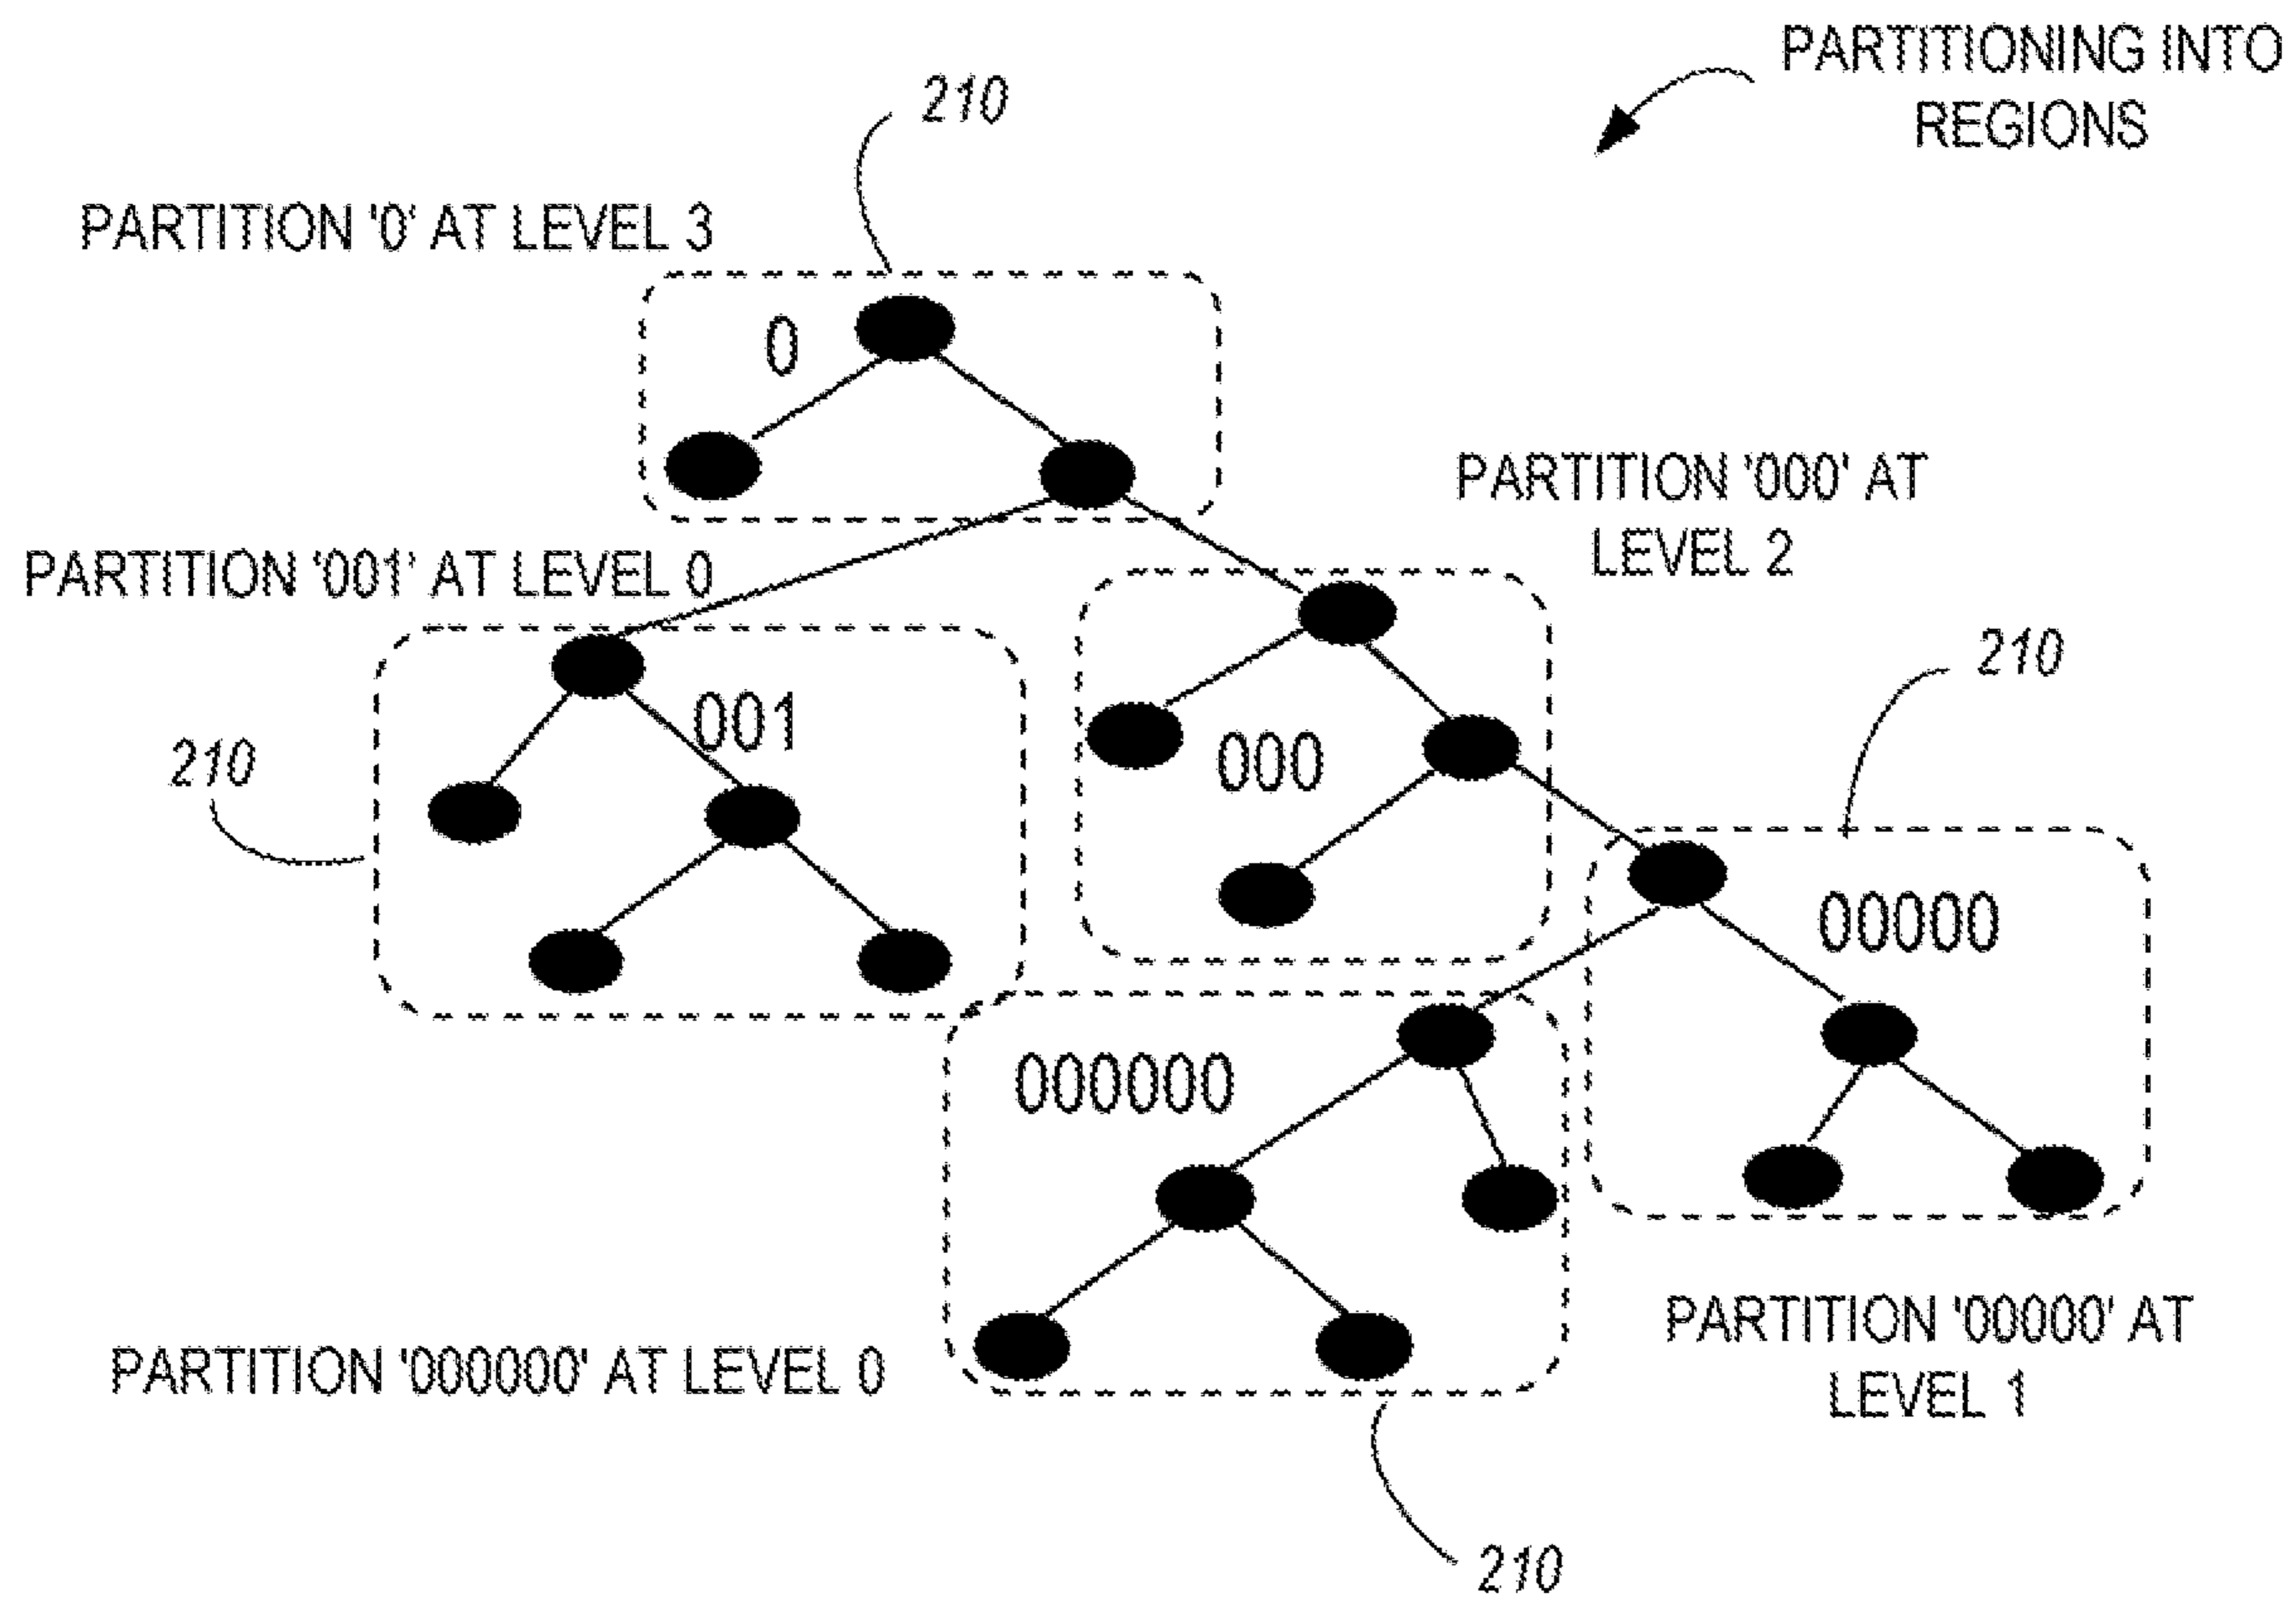 PARTITIONING INTO
REGIONS
210
PARTITION '0' AT LEVEL 3
0
PARTITION '000' AT
LEVEL 2
PARTITION '001' AT LEVEL 0
210
001
000
210
00000
000000
PARTITION '00000' AT
LEVEL 1
PARTITION '000000' AT LEVEL 0
210